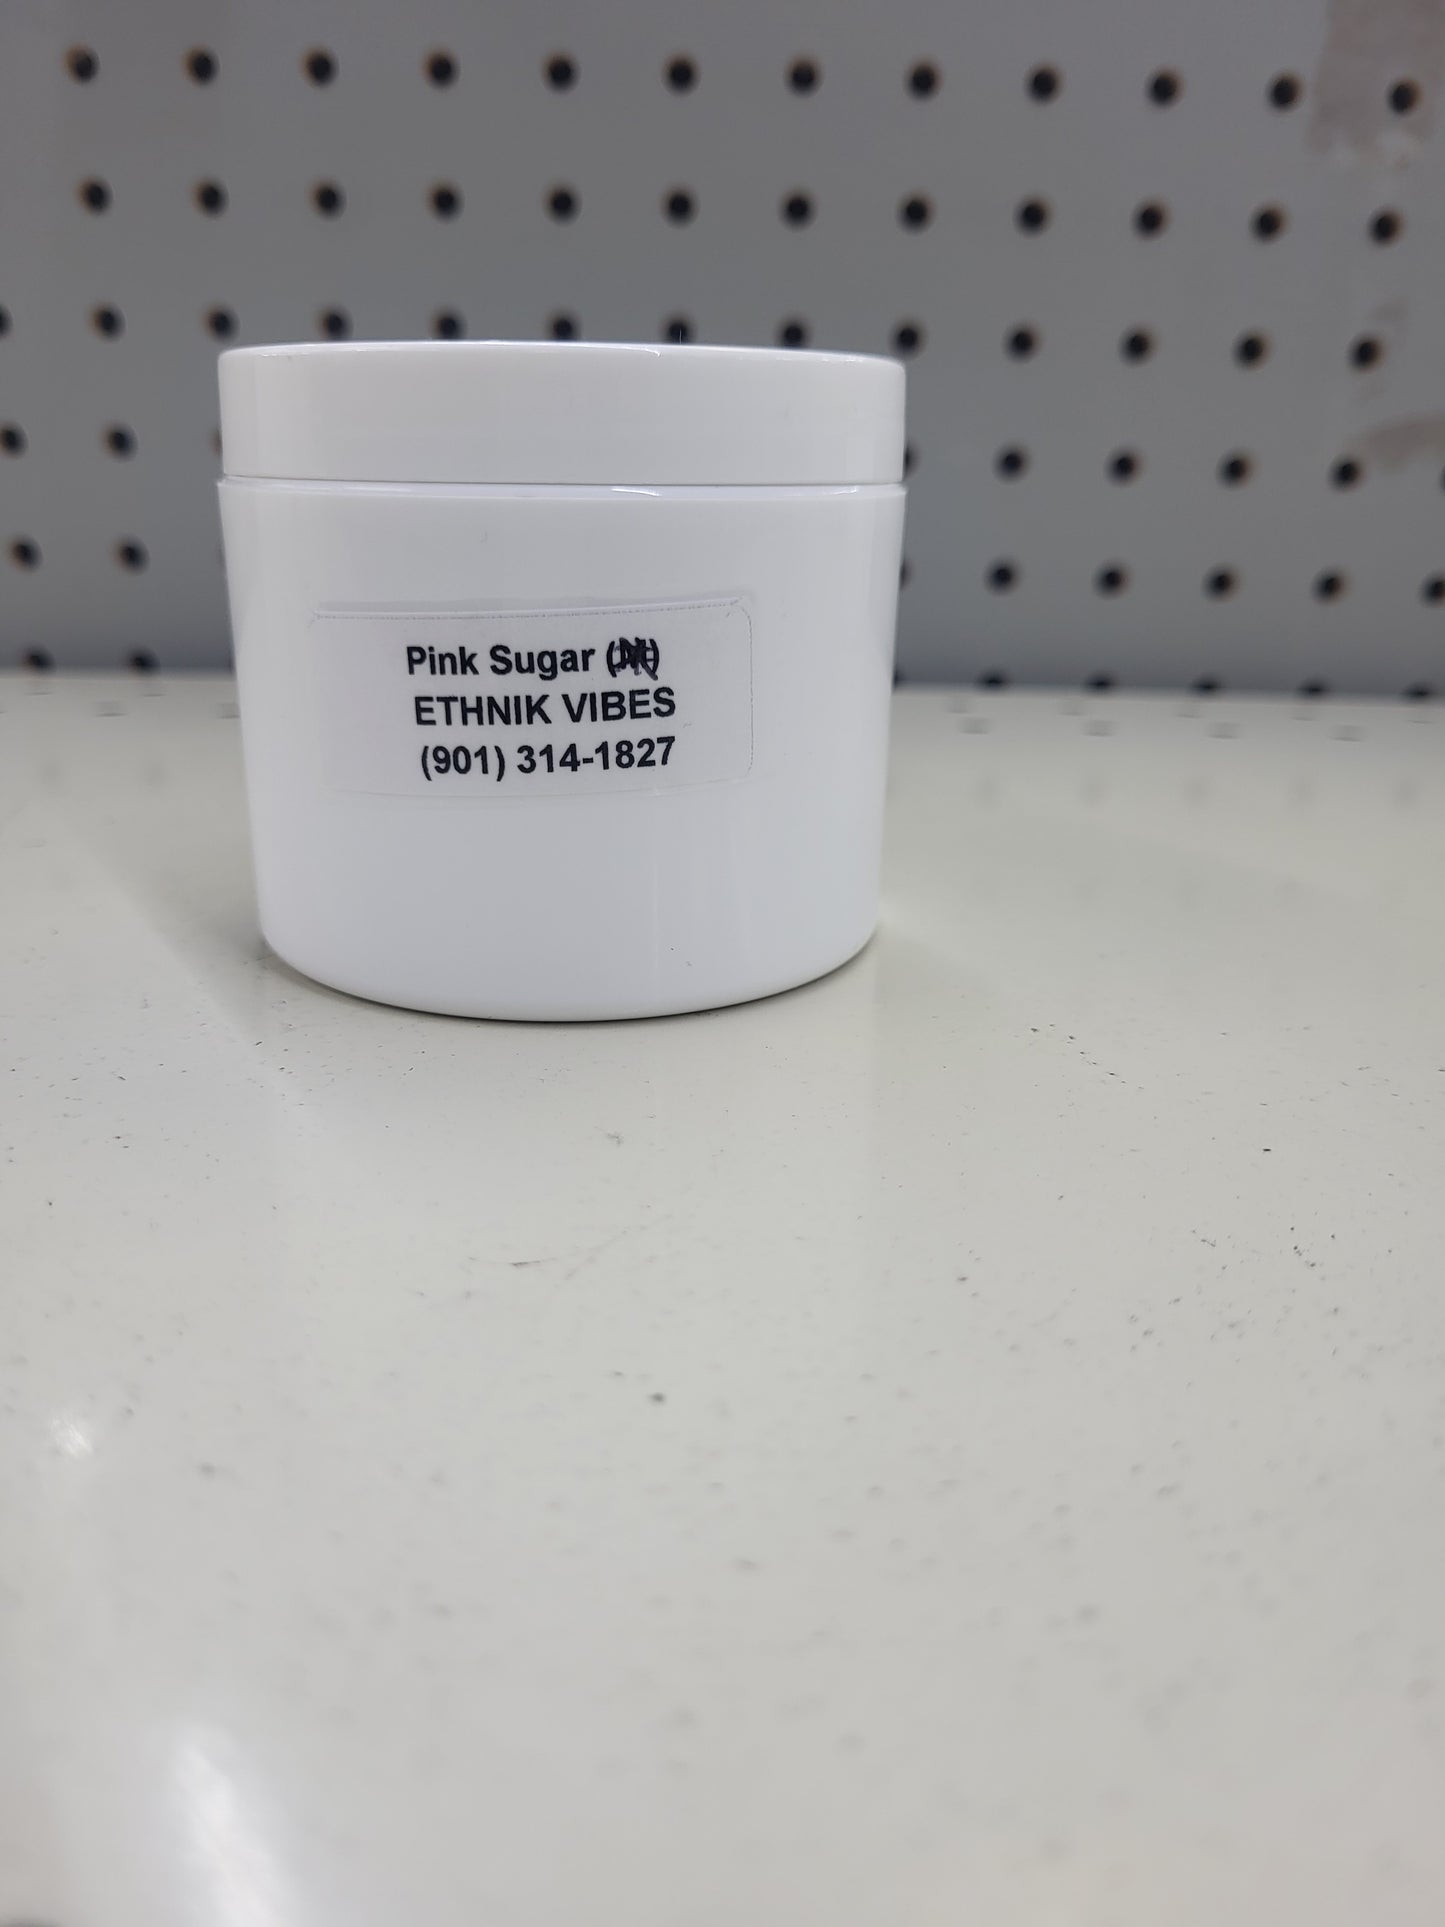 Pink Sugar
ETHNIK VIBES
(901) 314-1827